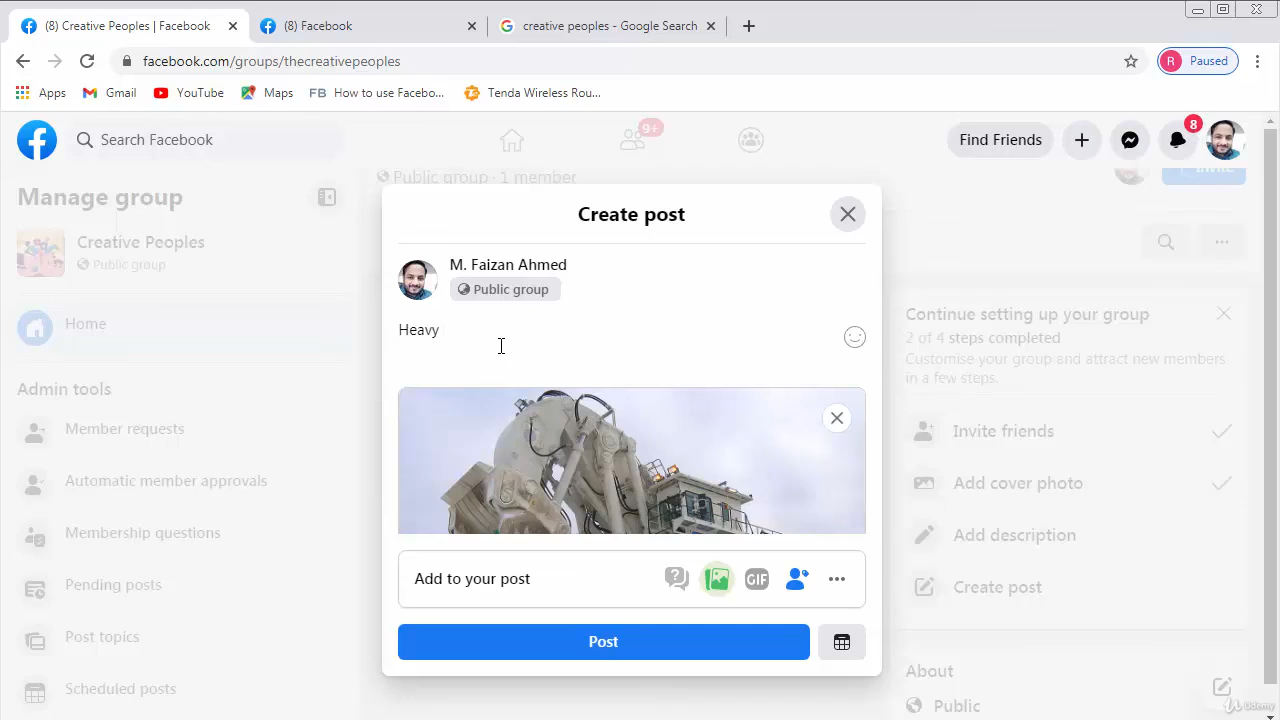 (8) Creative Peoples | Facebook
(8) Facebook
creative peoples - Google Search
facebook.com/groups/thecreativepeoples
R Paused
Apps
Gmail
YouTube
Maps
FB How to use Facebo...
Tenda Wireless Rou...
Search Facebook
9+
Find Friends
8
Manage group
Public group · 1 member
Creative Peoples
Public group
Home
Admin tools
Member requests
Automatic member approvals
Membership questions
Pending posts
Post topics
Scheduled posts
Create post
M. Faizan Ahmed
Public group
Heavy
Add to your post
GIF
Post
Continue setting up your group
2 of 4 steps completed
Customise your group and attract new members
in a few steps.
Invite friends
Add cover photo
Add description
Create post
About
Public
Udemy